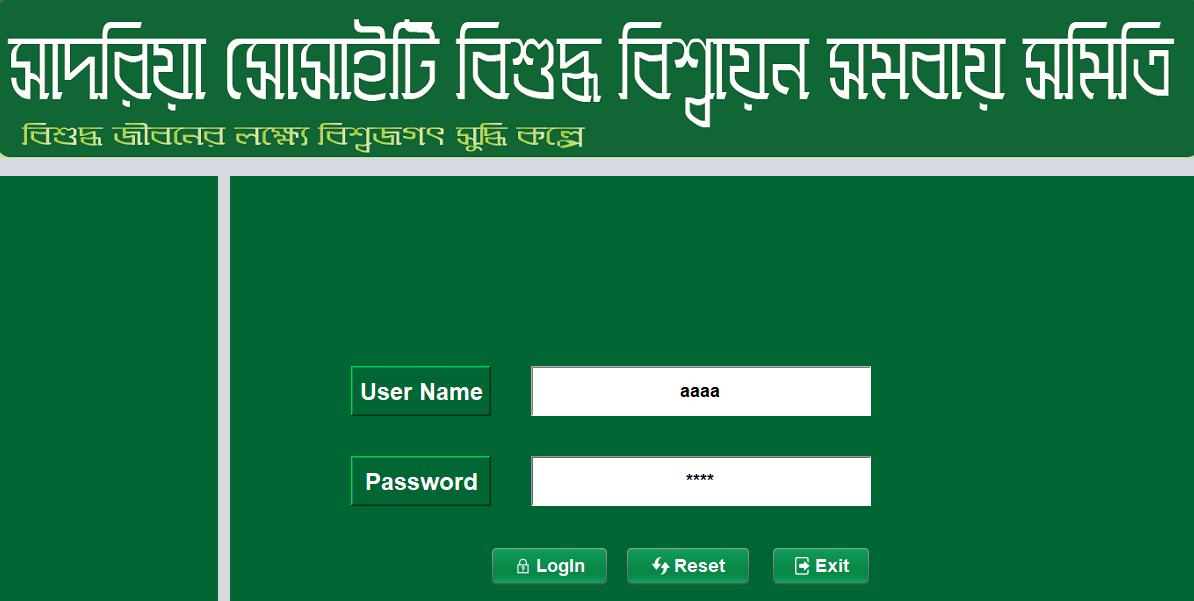 সাদরিয়া সোসাইটি বিশুদ্ধ বিশ্বায়ন সমবায় সমিতি
বিশুদ্ধ জীবনের লক্ষ্যে বিশ্বজগৎ সুদ্ধি কল্পে
User Name aaaa
Password ****
LogIn Reset Exit